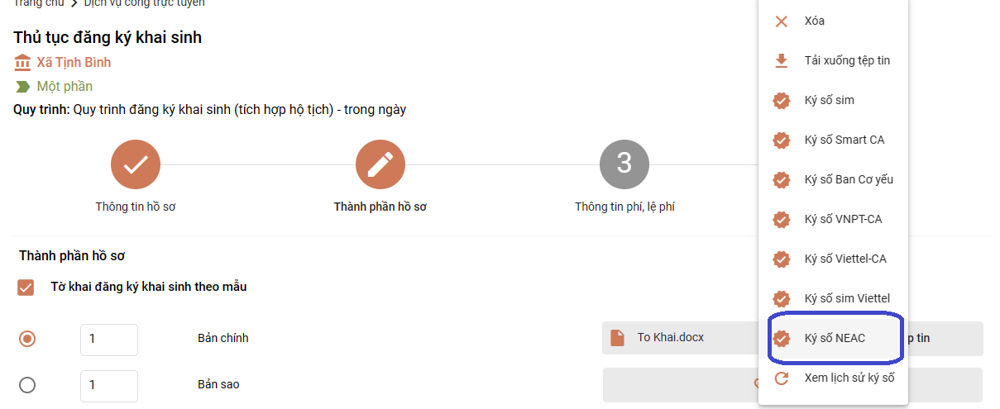 Trang chủ > Dịch vụ công trực tuyến
Thủ tục đăng ký khai sinh
Xã Tịnh Bình
Một phần
Quy trình: Quy trình đăng ký khai sinh (tích hợp hộ tịch) - trong ngày
3
Thông tin hồ sơ
Thành phần hồ sơ
Thông tin phí, lệ phí
Thành phần hồ sơ
Tờ khai đăng ký khai sinh theo mẫu
1 Bản chính To Khai.docx p tin
1 Bản sao
Xóa
Tải xuống tệp tin
Ký số sim
Ký số Smart CA
Ký số Ban Cơ yếu
Ký số VNPT-CA
Ký số Viettel-CA
Ký số sim Viettel
Ký số NEAC
Xem lịch sử ký số